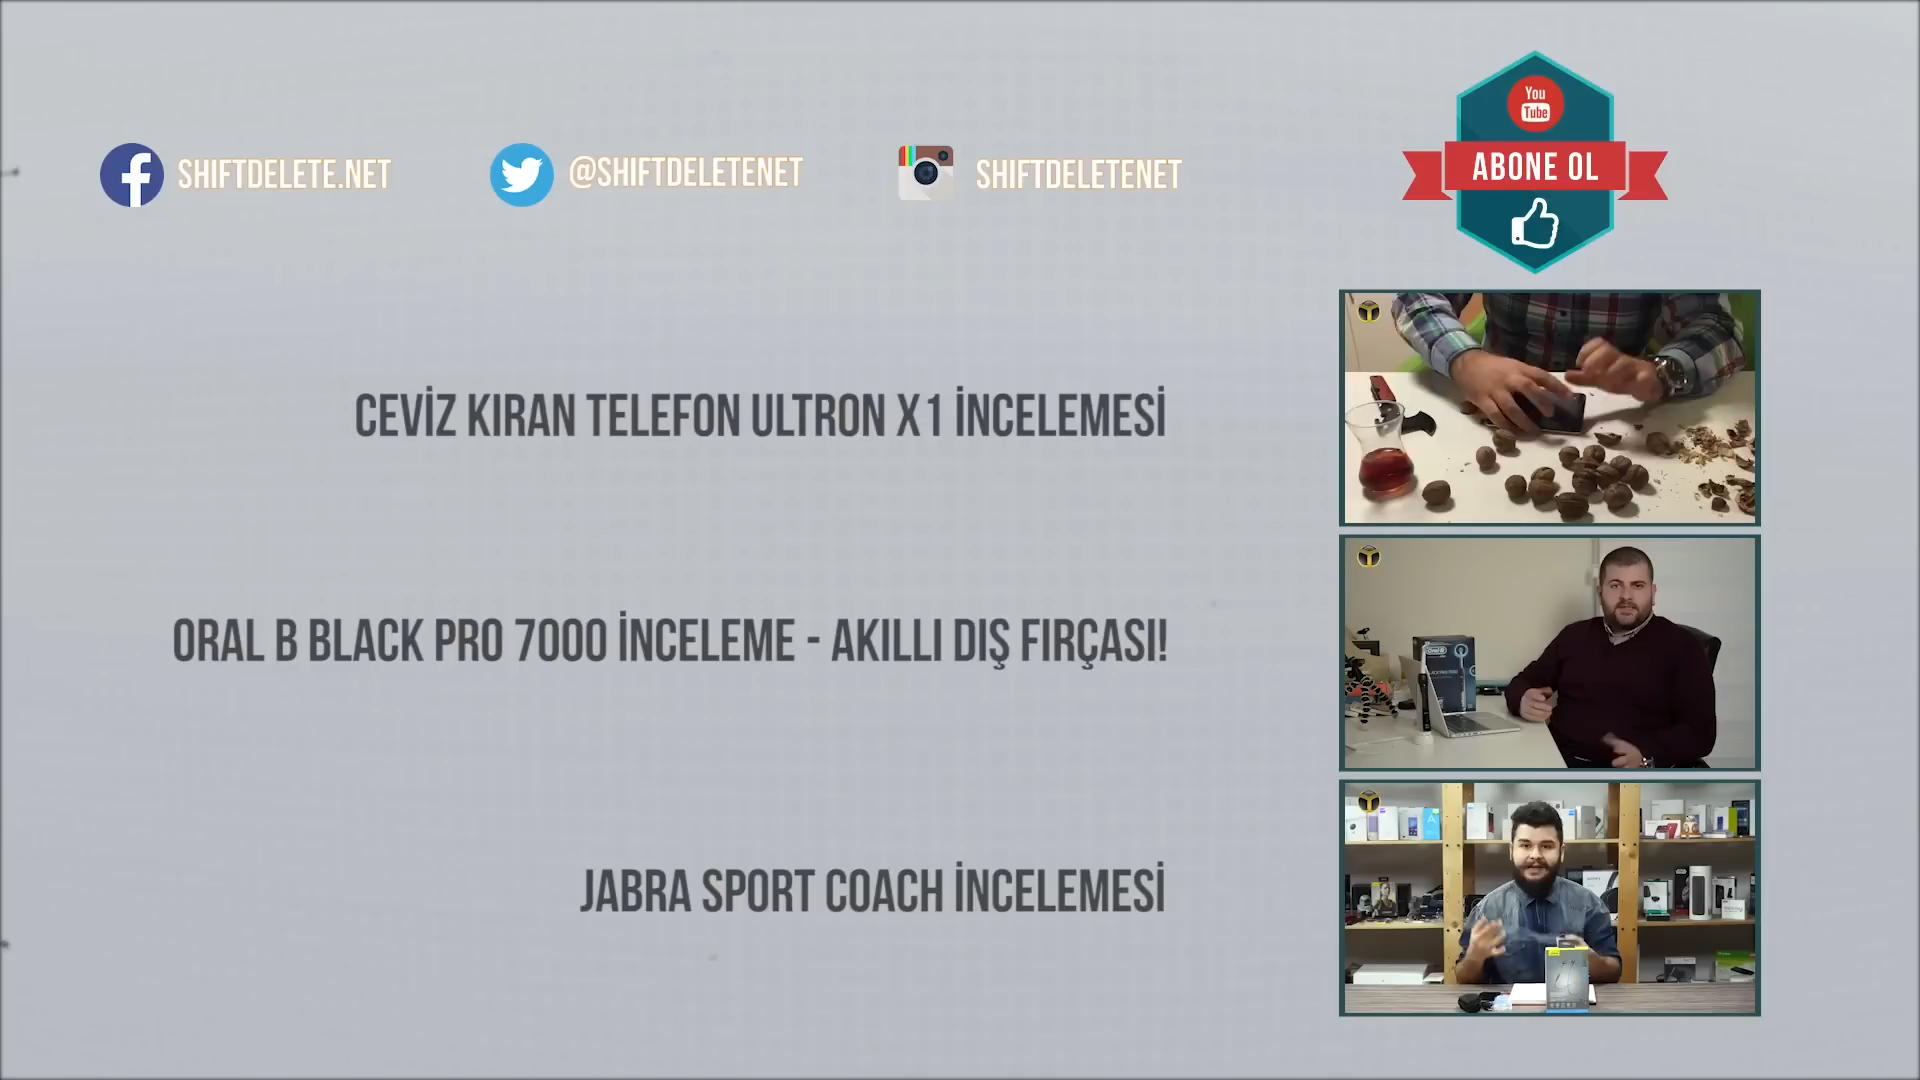 SHIFTDELETE.NET
@SHIFTDELETENET
SHIFTDELETENET
You
Tube
ABONE OL
CEVİZ KIRAN TELEFON ULTRON X1 İNCELEMESİ
ORAL B BLACK PRO 7000 İNCELEME - AKILLI DIŞ FIRÇASI!
JABRA SPORT COACH İNCELEMESİ